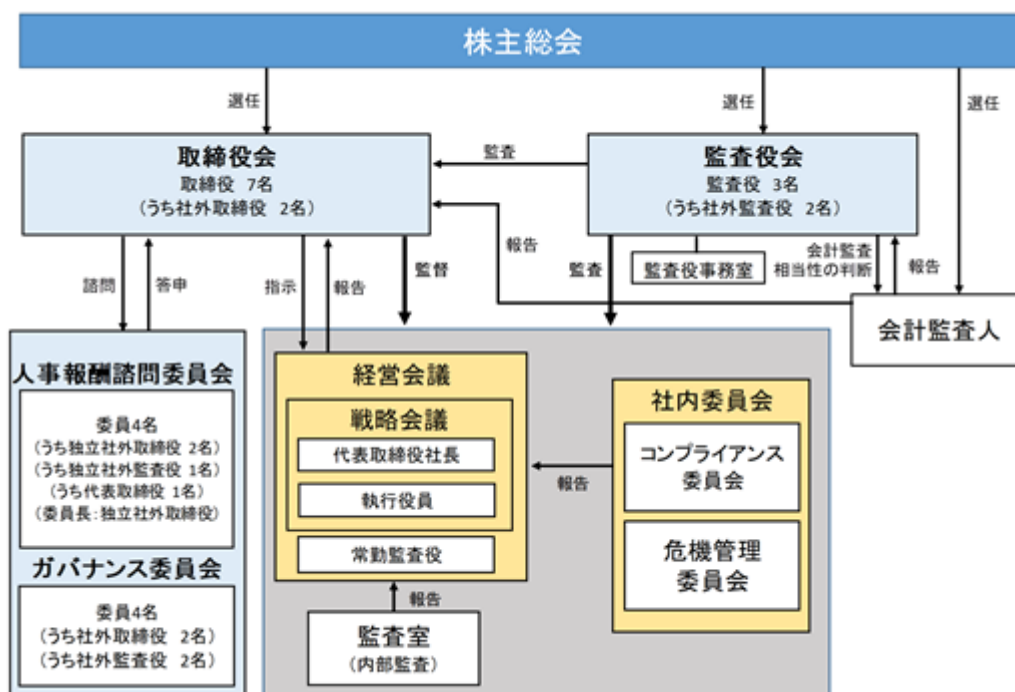 株主総会
選任
選任
選任
取締役会
取締役 7名
(うち社外取締役 2名)
監査
監査役会
監査役 3名
(うち社外監査役 2名)
諮問
答申
指示
報告
監督
報告
監査
監査役事務室
会計監査
相当性の判断
報告
会計監査人
人事報酬諮問委員会
委員4名
(うち独立社外取締役 2名)
(うち独立社外監査役 1名)
(うち代表取締役 1名)
(委員長:独立社外取締役)
ガバナンス委員会
委員4名
(うち社外取締役 2名)
(うち社外監査役 2名)
経営会議
戦略会議
代表取締役社長
執行役員
常勤監査役
報告
監査室
(内部監査)
報告
社内委員会
コンプライアンス
委員会
危機管理
委員会